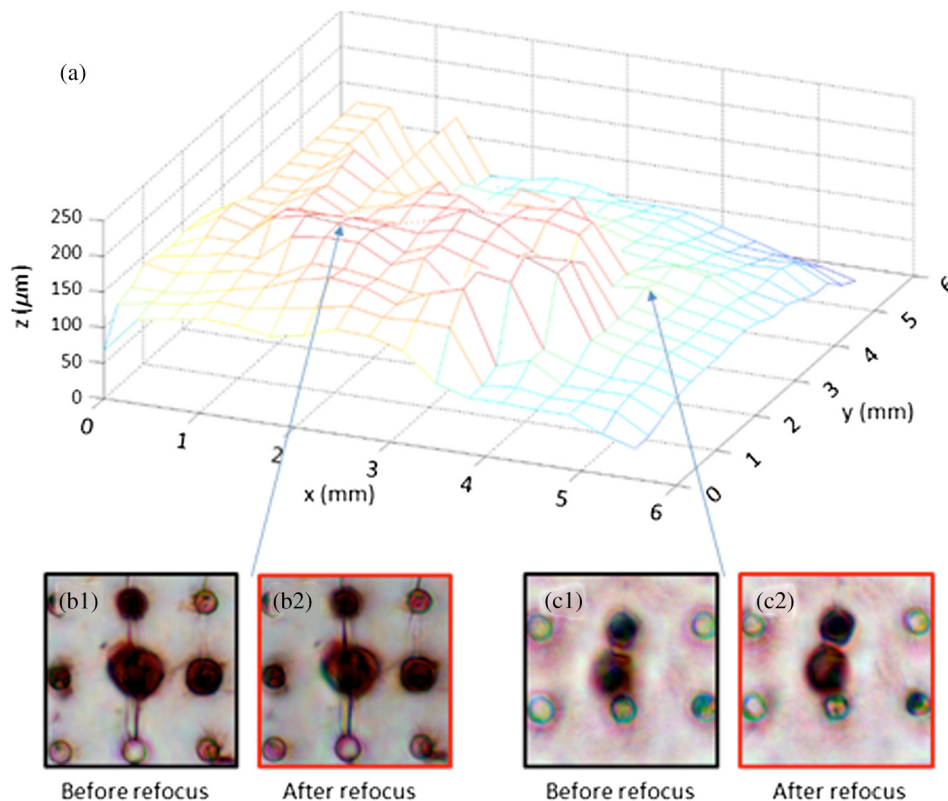 (a)
250
200
150
100
50
0
z (μm)
0
1
2
3
4
5
6
x (mm)
0
1
2
3
4
5
6
y (mm)
(b1)
(b2)
(c1)
(c2)
Before refocus
After refocus
Before refocus
After refocus